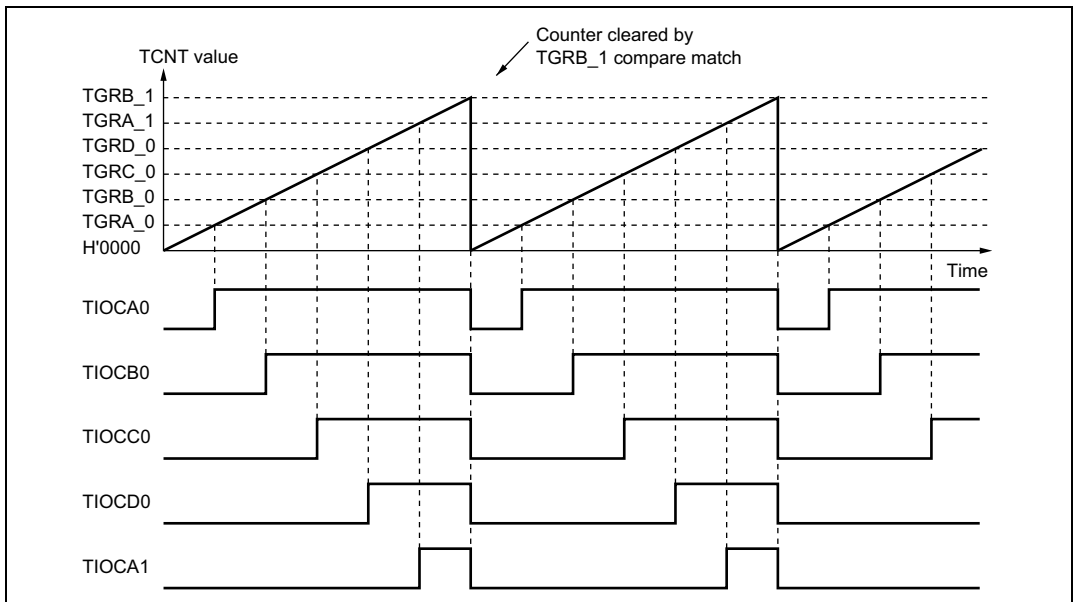 Counter cleared by
TGRB_1 compare match
TCNT value
TGRB_1
TGRA_1
TGRD_0
TGRC_0
TGRB_0
TGRA_0
H'0000
Time
TIOCA0
TIOCB0
TIOCC0
TIOCD0
TIOCA1